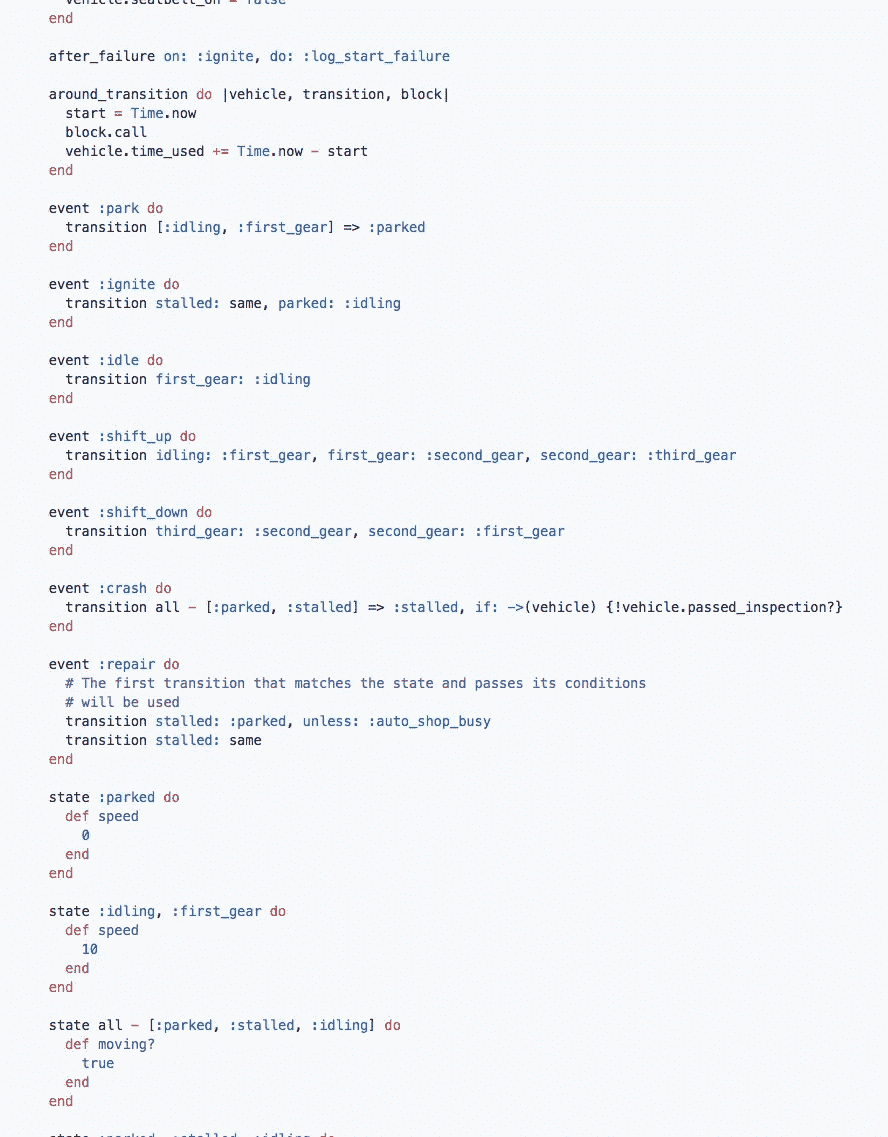 vehicle.seatbelt_on = false
end
after_failure on: :ignite, do: :log_start_failure
around_transition do |vehicle, transition, block|
start = Time.now
block.call
vehicle.time_used += Time.now - start
end
event :park do
transition [:idling, :first_gear] => :parked
end
event :ignite do
transition stalled: same, parked: :idling
end
event :idle do
transition first_gear: :idling
end
event :shift_up do
transition idling: :first_gear, first_gear: :second_gear, second_gear: :third_gear
end
event :shift_down do
transition third_gear: :second_gear, second_gear: :first_gear
end
event :crash do
transition all - [:parked, :stalled] => :stalled, if: ->(vehicle) {!vehicle.passed_inspection?}
end
event :repair do
# The first transition that matches the state and passes its conditions
# will be used
transition stalled: :parked, unless: :auto_shop_busy
transition stalled: same
end
state :parked do
def speed
0
end
end
state :idling, :first_gear do
def speed
10
end
end
state all - [:parked, :stalled, :idling] do
def moving?
true
end
end
state :parked, :stalled, :idling do